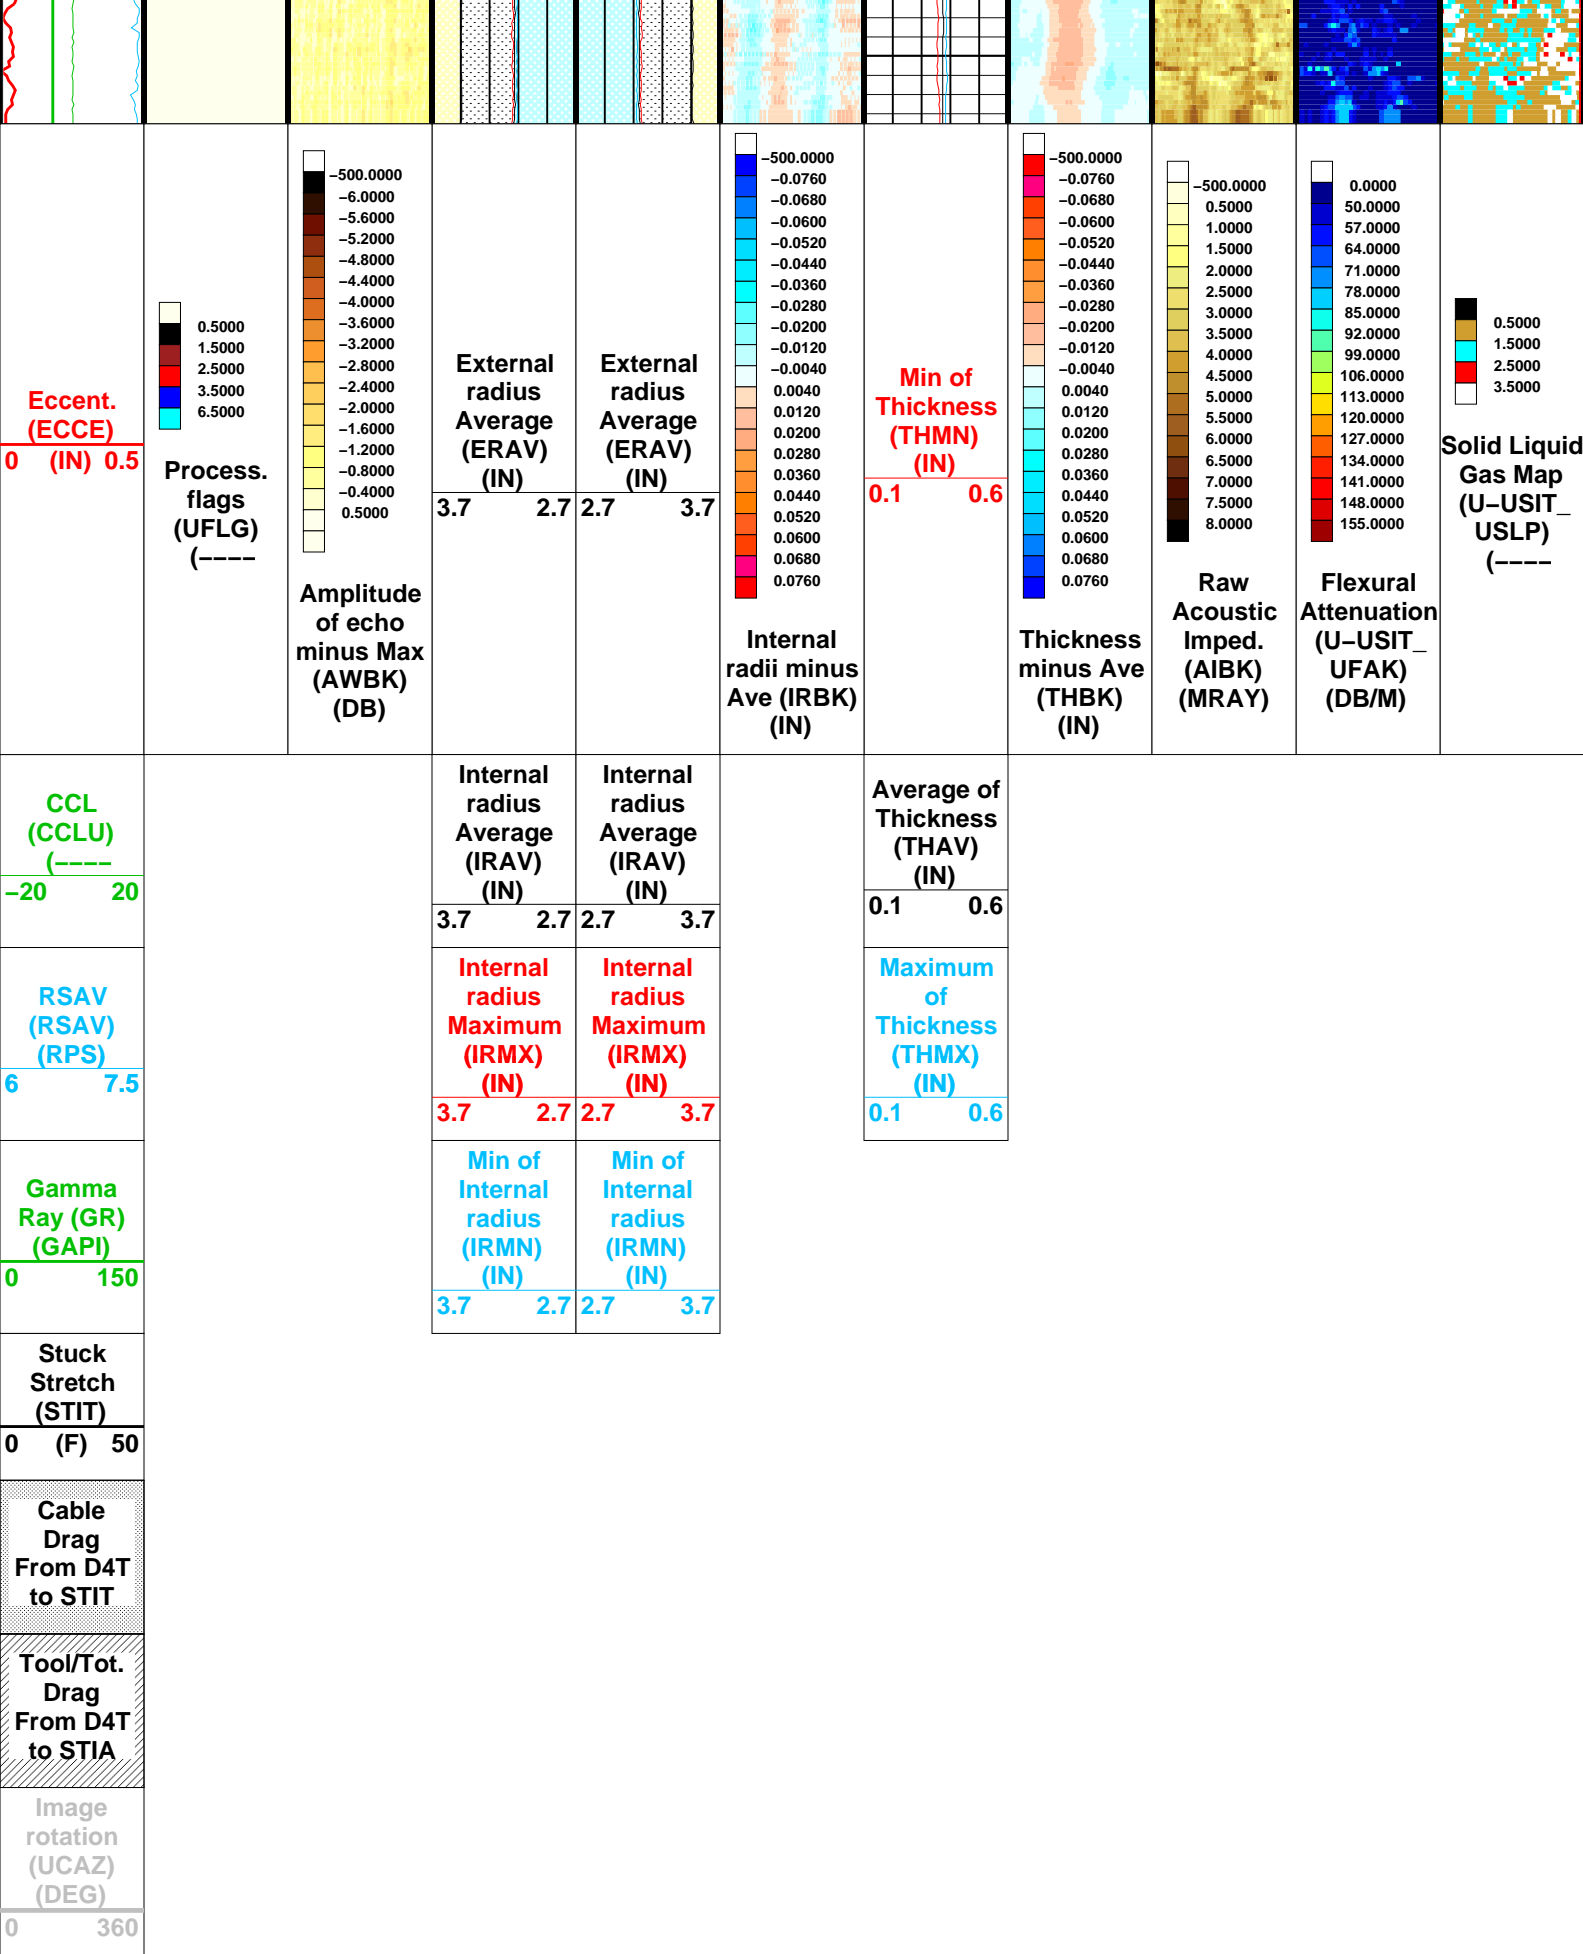 Eccent.
(ECCE)
0 (IN) 0.5
0.5000
1.5000
2.5000
3.5000
6.5000
Process.
flags
(UFLG)
(----
-500.0000
-6.0000
-5.6000
-5.2000
-4.8000
-4.4000
-4.0000
-3.6000
-3.2000
-2.8000
-2.4000
-2.0000
-1.6000
-1.2000
-0.8000
-0.4000
0.5000
Amplitude
of echo
minus Max
(AWBK)
(DB)
External
radius
Average
(ERAV)
(IN)
3.7 2.7
External
radius
Average
(ERAV)
(IN)
2.7 3.7
-500.0000
-0.0760
-0.0680
-0.0600
-0.0520
-0.0440
-0.0360
-0.0280
-0.0200
-0.0120
-0.0040
0.0040
0.0120
0.0200
0.0280
0.0360
0.0440
0.0520
0.0600
0.0680
0.0760
Internal
radii minus
Ave (IRBK)
(IN)
Min of
Thickness
(THMN)
(IN)
0.1 0.6
-500.0000
-0.0760
-0.0680
-0.0600
-0.0520
-0.0440
-0.0360
-0.0280
-0.0200
-0.0120
-0.0040
0.0040
0.0120
0.0200
0.0280
0.0360
0.0440
0.0520
0.0600
0.0680
0.0760
Thickness
minus Ave
(THBK)
(IN)
-500.0000
0.5000
1.0000
1.5000
2.0000
2.5000
3.0000
3.5000
4.0000
4.5000
5.0000
5.5000
6.0000
6.5000
7.0000
7.5000
8.0000
Raw
Acoustic
Imped.
(AIBK)
(MRAY)
0.0000
50.0000
57.0000
64.0000
71.0000
78.0000
85.0000
92.0000
99.0000
106.0000
113.0000
120.0000
127.0000
134.0000
141.0000
148.0000
155.0000
Flexural
Attenuation
(U-USIT_
UFAK)
(DB/M)
0.5000
1.5000
2.5000
3.5000
Solid Liquid
Gas Map
(U-USIT_
USLP)
(----
CCL
(CCLU)
(----
-20 20
Internal
radius
Average
(IRAV)
(IN)
3.7 2.7
Internal
radius
Average
(IRAV)
(IN)
2.7 3.7
Average of
Thickness
(THAV)
(IN)
0.1 0.6
RSAV
(RSAV)
(RPS)
6 7.5
Internal
radius
Maximum
(IRMX)
(IN)
3.7 2.7
Internal
radius
Maximum
(IRMX)
(IN)
2.7 3.7
Maximum
of
Thickness
(THMX)
(IN)
0.1 0.6
Gamma
Ray (GR)
(GAPI)
0 150
Min of
Internal
radius
(IRMN)
(IN)
3.7 2.7
Min of
Internal
radius
(IRMN)
(IN)
2.7 3.7
Stuck
Stretch
(STIT)
0 (F) 50
Cable
Drag
From D4T
to STIT
Tool/Tot.
Drag
From D4T
to STIA
Image
rotation
(UCAZ)
(DEG)
0 360